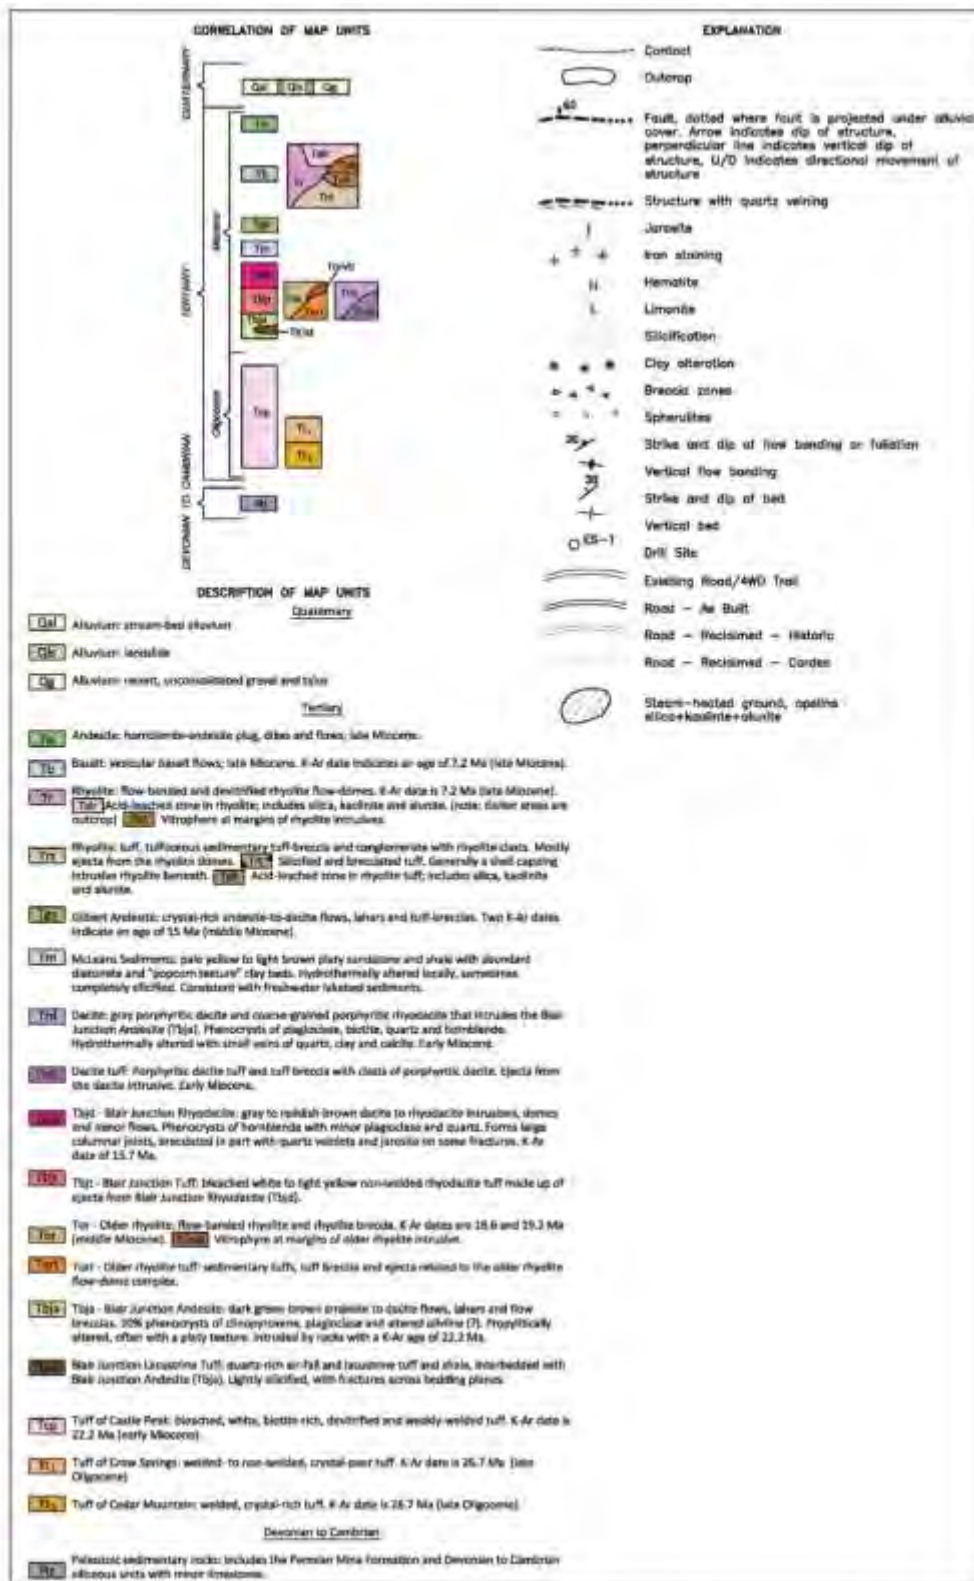 CORRELATION OF MAP UNITS
QUATERNARY
Qal Qls Qg
TERTIARY
Miocene
Oligocene
DEVONIAN TO CAMBRIAN
EXPLANATION
Contact
Outcrop
60
Fault, dotted where fault is projected under alluvial
cover. Arrow indicates dip of structure,
perpendicular line indicates vertical dip of
structure, U/D indicates directional movement of
structure
Structure with quartz veining
Jarosite
Iron staining
Hematite
Limonite
Silicification
Clay alteration
Breccia zones
Spherulites
Strike and dip of flow banding or foliation
Vertical flow banding
Strike and dip of bed
Vertical bed
ES-1
Drill Site
Existing Road/4WD Trail
Road - As Built
Road - Reclaimed - Historic
Road - Reclaimed - Cordex
Steam-heated ground, opaline
silica+kaolinite+alunite
DESCRIPTION OF MAP UNITS
Quaternary
Qal Alluvium: stream-bed alluvium
Qls Alluvium: landslide
Qg Alluvium: recent, unconsolidated gravel and talus
Tertiary
Andesite: hornblende-andesite plug, dikes and flows; late Miocene.
Tb Basalt: vesicular basalt flows; late Miocene. K-Ar date indicates an age of 7.2 Ma (late Miocene).
Tr Rhyolite: flow-banded and devitrified rhyolite flow-domes. K-Ar date is 7.2 Ma (late Miocene).
Acid-leached zone in rhyolite; includes silica, kaolinite and alunite. (note: darker areas are
outcrop) Vitrophere at margins of rhyolite intrusives.
Rhyolite: tuff, tuffaceous sedimentary tuff-breccia and conglomerate with rhyolite clasts. Mostly
ejecta from the rhyolite domes. Silicified and brecciated tuff. Generally a shell capping
intrusive rhyolite beneath. Acid-leached zone in rhyolite tuff; includes silica, kaolinite
and alunite.
Gilbert Andesite: crystal-rich andesite-to-dacite flows, lahars and tuff-breccias. Two K-Ar dates
indicate an age of 15 Ma (middle Miocene).
Tm McLeans Sediments: pale yellow to light brown platy sandstone and shale with abundant
diatomite and "popcorn texture" clay beds. Hydrothermally altered locally, sometimes
completely silicified. Consistent with freshwater lakebed sediments.
Dacite: gray porphyritic dacite and coarse-grained porphyritic rhyodacite that intrudes the Blair
Junction Andesite (Tbja). Phenocrysts of plagioclase, biotite, quartz and hornblende.
Hydrothermally altered with small veins of quartz, clay and calcite. Early Miocene.
Dacite tuff: Porphyritic dacite tuff and tuff breccia with clasts of porphyritic dacite. Ejecta from
the dacite intrusive. Early Miocene.
Tbjd - Blair Junction Rhyodacite: gray to reddish-brown dacite to rhyodacite intrusions, domes
and minor flows. Phenocrysts of hornblende with minor plagioclase and quartz. Forms large
columnar joints, brecciated in part with quartz veinlets and jarosite on some fractures. K-Ar
date of 15.7 Ma.
Tbjt - Blair Junction Tuff: bleached white to light yellow non-welded rhyodacite tuff made up of
ejecta from Blair Junction Rhyodacite (Tbjd).
Tor Tor - Older rhyolite: flow-banded rhyolite and rhyolite breccia. K-Ar dates are 18.6 and 19.2 Ma
(middle Miocene). Vitrophyre at margins of older rhyolite intrusive.
Tort Tort - Older rhyolite tuff: sedimentary tuffs, tuff breccia and ejecta related to the older rhyolite
flow-dome complex.
Tbja Tbja - Blair Junction Andesite: dark green-brown andesite to dacite flows, lahars and flow
breccias. 20% phenocrysts of clinopyroxene, plagioclase and altered olivine (?). Propylitically
altered, often with a platy texture. Intruded by rocks with a K-Ar age of 22.2 Ma.
Blair Junction Lacustrine Tuff: quartz-rich air-fall and lacustrine tuff and shale, interbedded with
Blair Junction Andesite (Tbja). Lightly silicified, with fractures across bedding planes.
Tcp Tuff of Castle Peak: bleached, white, biotite-rich, devitrified and weakly-welded tuff. K-Ar date is
22.2 Ma (early Miocene)
Tuff of Crow Springs: welded- to non-welded, crystal-poor tuff. K-Ar date is 26.7 Ma (late
Oligocene)
Tuff of Cedar Mountain: welded, crystal-rich tuff. K-Ar date is 26.7 Ma (late Oligocene)
Devonian to Cambrian
Pz Paleozoic sedimentary rocks: includes the Permian Mina Formation and Devonian to Cambrian
siliceous units with minor limestones.